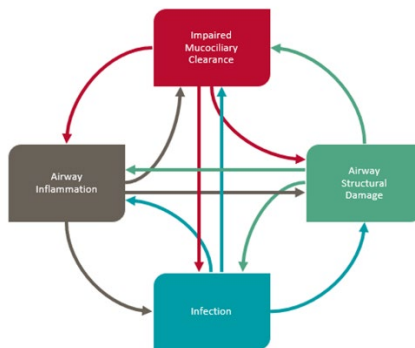 Impaired
Mucociliary
Clearance
Airway
Inflammation
Airway
Structural
Damage
Infection